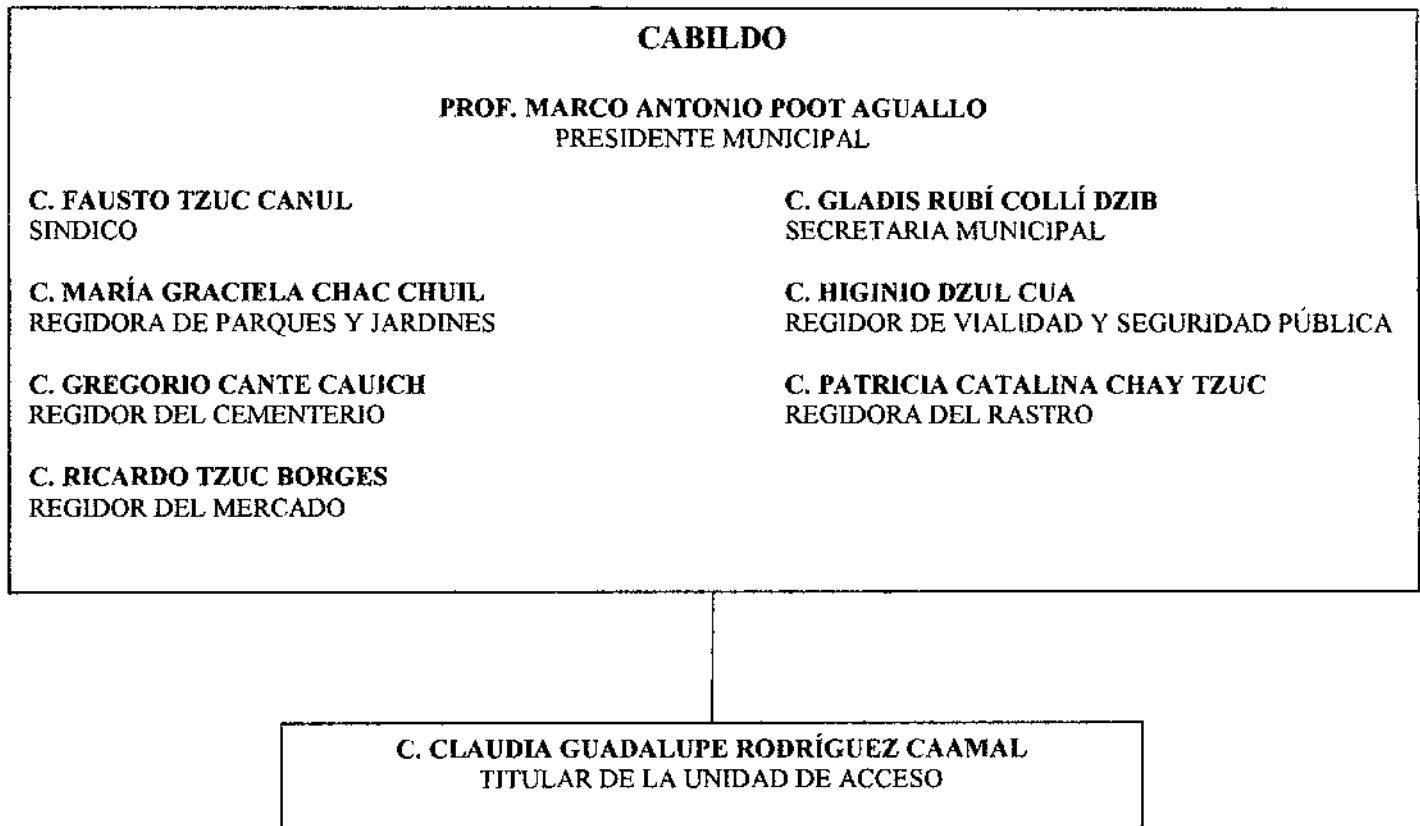 CABILDO
PROF. MARCO ANTONIO POOT AGUALLO
PRESIDENTE MUNICIPAL
C. FAUSTO TZUC CANUL
SINDICO
C. GLADIS RUBÍ COLLÍ DZIB
SECRETARIA MUNICIPAL
C. MARÍA GRACIELA CHAC CHUIL
REGIDORA DE PARQUES Y JARDINES
C. HIGINIO DZUL CUA
REGIDOR DE VIALIDAD Y SEGURIDAD PÚBLICA
C. GREGORIO CANTE CAUICH
REGIDOR DEL CEMENTERIO
C. PATRICIA CATALINA CHAY TZUC
REGIDORA DEL RASTRO
C. RICARDO TZUC BORGES
REGIDOR DEL MERCADO
C. CLAUDIA GUADALUPE RODRÍGUEZ CAAMAL
TITULAR DE LA UNIDAD DE ACCESO